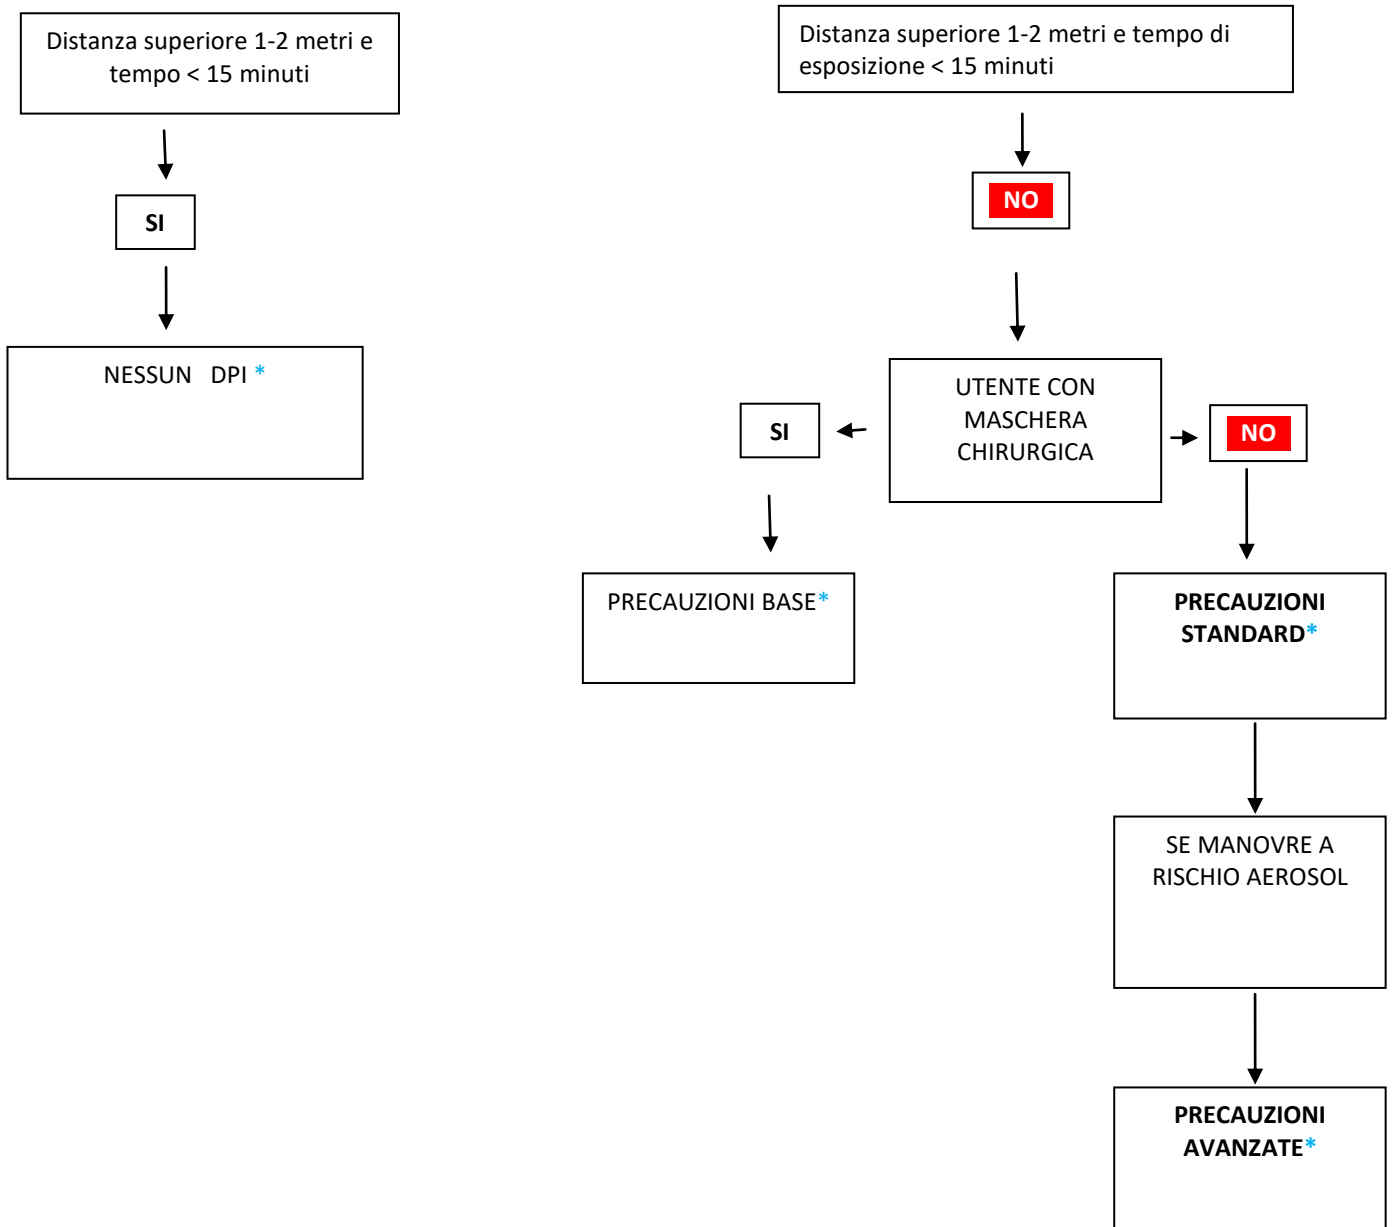 Distanza superiore 1-2 metri e
tempo < 15 minuti
SI
NESSUN DPI *
Distanza superiore 1-2 metri e tempo di
esposizione < 15 minuti
NO
UTENTE CON
MASCHERA
CHIRURGICA
SI
NO
PRECAUZIONI BASE*
PRECAUZIONI
STANDARD*
SE MANOVRE A
RISCHIO AEROSOL
PRECAUZIONI
AVANZATE*